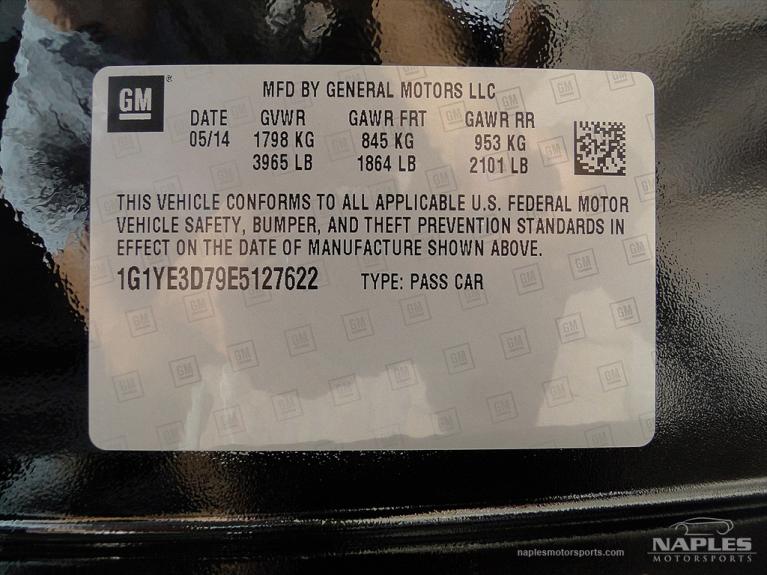 GM ®
MFD BY GENERAL MOTORS LLC
DATE GVWR GAWR FRT GAWR RR
05/14 1798 KG 845 KG 953 KG
3965 LB 1864 LB 2101 LB
THIS VEHICLE CONFORMS TO ALL APPLICABLE U.S. FEDERAL MOTOR
VEHICLE SAFETY, BUMPER, AND THEFT PREVENTION STANDARDS IN
EFFECT ON THE DATE OF MANUFACTURE SHOWN ABOVE.
1G1YE3D79E5127622 TYPE: PASS CAR
naplesmotorsports.com
NAPLES
MOTORSPORTS